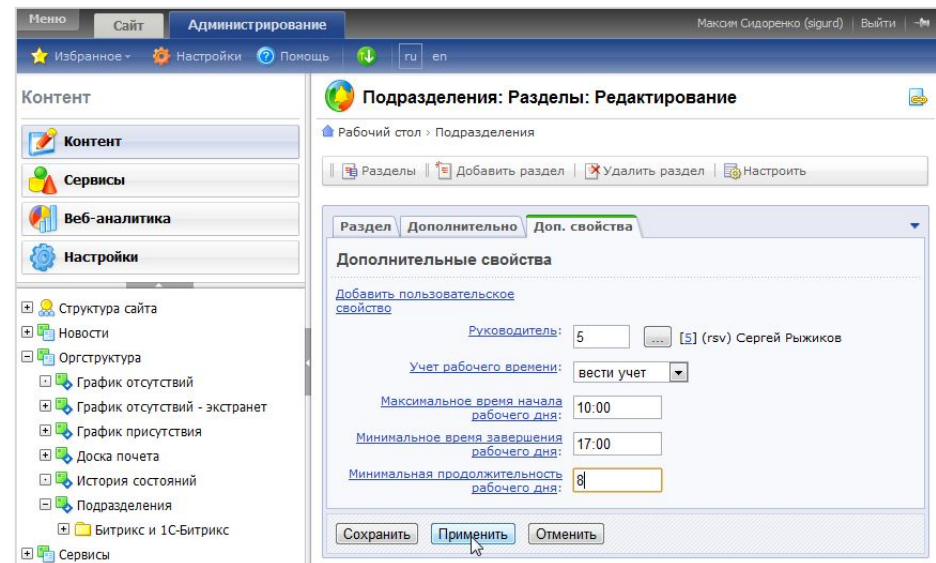 Меню Сайт Администрирование Максим Сидоренко (sigurd) Выйти
Избранное Настройки Помощь ru en
Контент
Контент
Сервисы
Веб-аналитика
Настройки
Структура сайта
Новости
Оргструктура
График отсутствий
График отсутствий - экстранет
График присутствия
Доска почета
История состояний
Подразделения
Битрикс и 1С-Битрикс
Сервисы
Подразделения: Разделы: Редактирование
Рабочий стол › Подразделения
Разделы Добавить раздел Удалить раздел Настроить
Раздел Дополнительно Доп. свойства
Дополнительные свойства
Добавить пользовательское
свойство
Руководитель: 5 ... [5] (rsv) Сергей Рыжиков
Учет рабочего времени: вести учет
Максимальное время начала
рабочего дня: 10:00
Минимальное время завершения
рабочего дня: 17:00
Минимальная продолжительность
рабочего дня: 8
Сохранить Применить Отменить